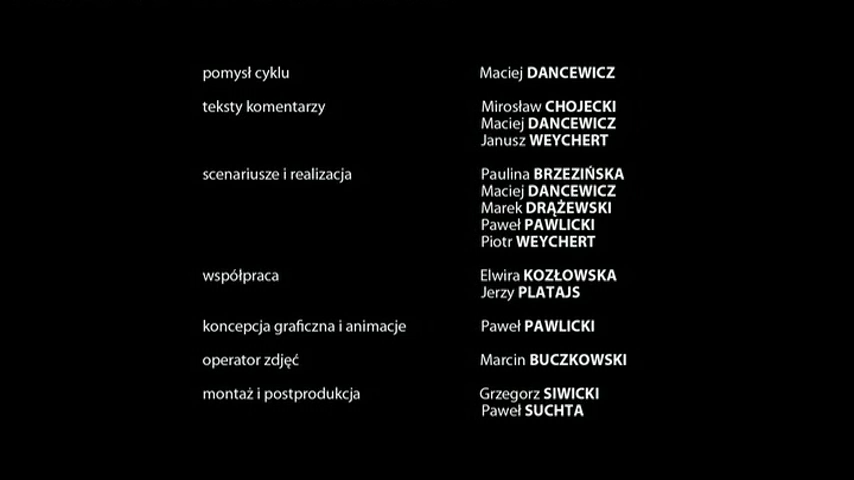 pomysł cyklu Maciej DANCEWICZ
teksty komentarzy Mirosław CHOJECKI
Maciej DANCEWICZ
Janusz WEYCHERT
scenariusze i realizacja Paulina BRZEZIŃSKA
Maciej DANCEWICZ
Marek DRĄŻEWSKI
Paweł PAWLICKI
Piotr WEYCHERT
współpraca Elwira KOZŁOWSKA
Jerzy PLATAJS
koncepcja graficzna i animacje Paweł PAWLICKI
operator zdjęć Marcin BUCZKOWSKI
montaż i postprodukcja Grzegorz SIWICKI
Paweł SUCHTA